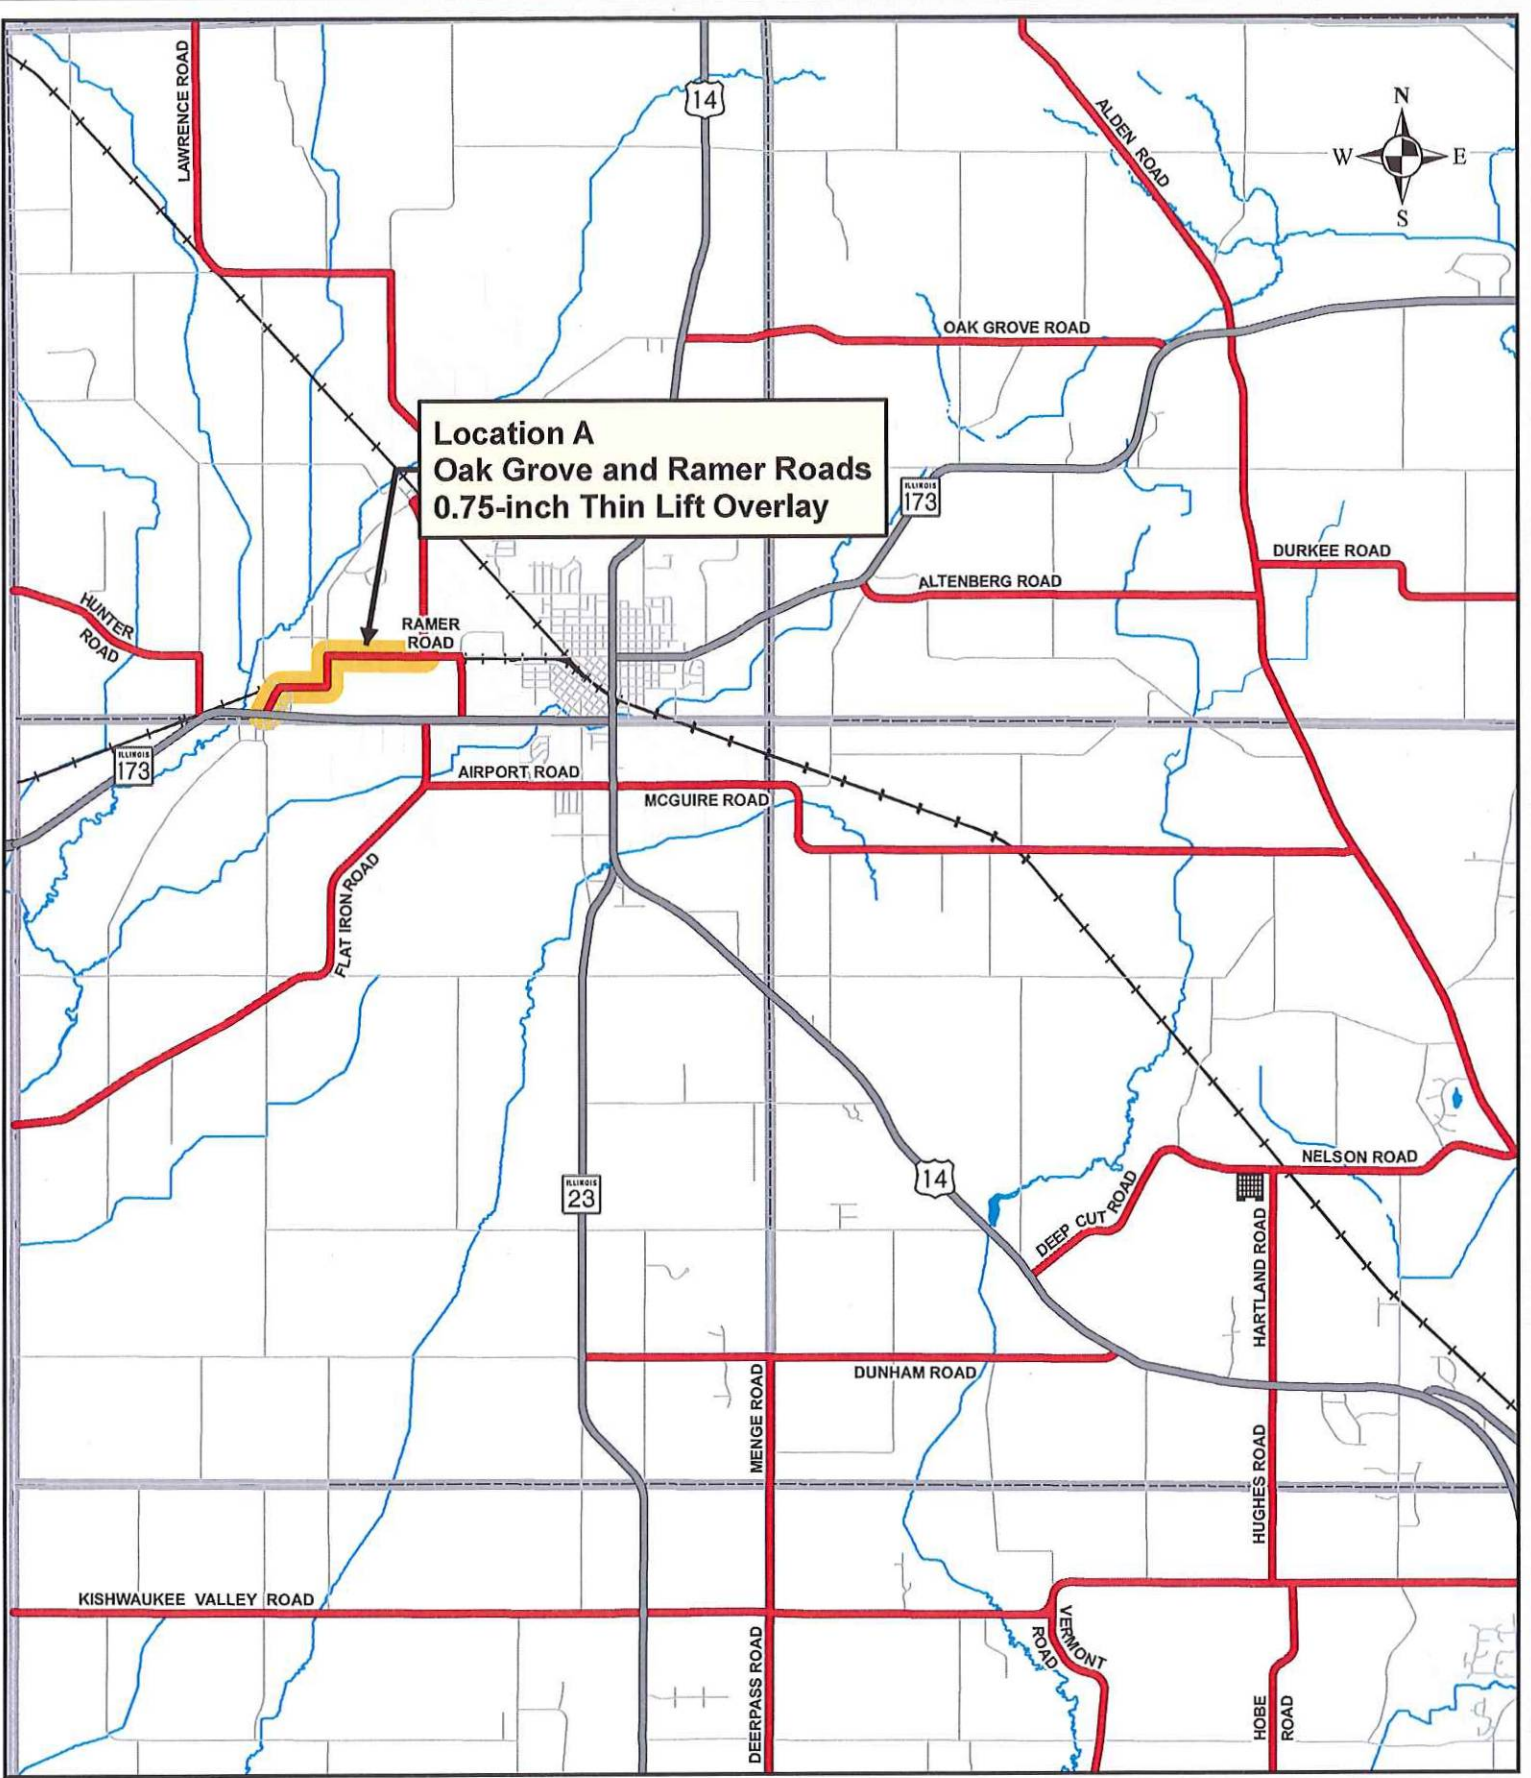 LAWRENCE ROAD
14
ALDEN ROAD
N
W E
S
OAK GROVE ROAD
Location A
Oak Grove and Ramer Roads
0.75-inch Thin Lift Overlay
ILLINOIS
173
DURKEE ROAD
ALTENBERG ROAD
HUNTER
ROAD
RAMER
ROAD
ILLINOIS
173
AIRPORT ROAD
MCGUIRE ROAD
FLAT IRON ROAD
NELSON ROAD
14
ILLINOIS
23
DEEP CUT ROAD
HARTLAND ROAD
DUNHAM ROAD
MENGE ROAD
HUGHES ROAD
KISHWAUKEE VALLEY ROAD
VERMONT
ROAD
DEERPASS ROAD
HOBE
ROAD